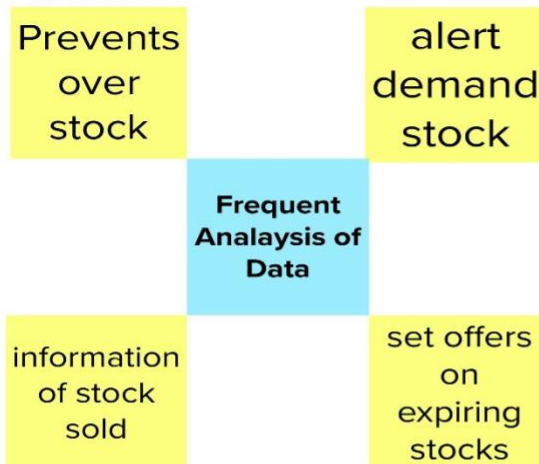 Prevents
over
stock
alert
demand
stock
Frequent
Analaysis of
Data
information
of stock
sold
set offers
on
expiring
stocks